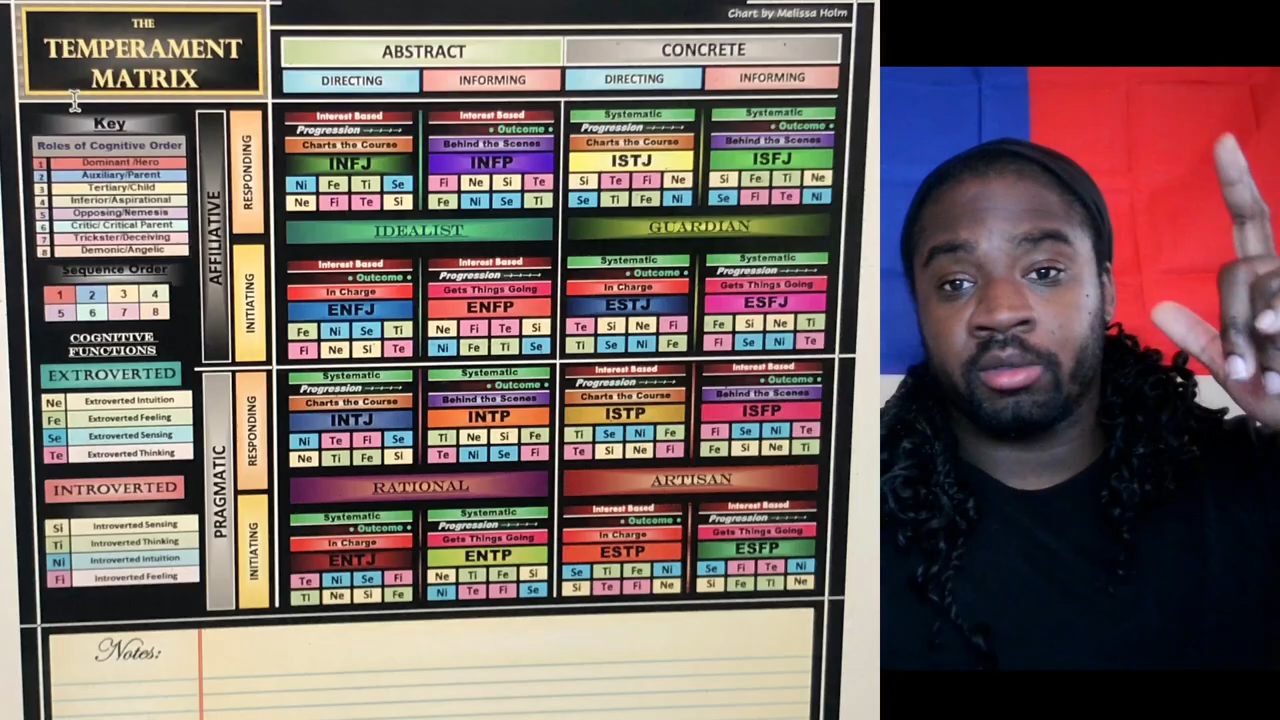 Chart by Melissa Holm
THE
TEMPERAMENT
MATRIX
ABSTRACT
CONCRETE
DIRECTING
INFORMING
DIRECTING
INFORMING
Key
Roles of Cognitive Order
1 Dominant /Hero
2 Auxiliary/Parent
3 Tertiary/Child
4 Inferior/Aspirational
5 Opposing/Nemesis
6 Critic/ Critical Parent
7 Trickster/Deceiving
8 Demonic/Angelic
Sequence Order
1 2 3 4
5 6 7 8
COGNITIVE
FUNCTIONS
EXTROVERTED
Ne Extroverted Intuition
Fe Extroverted Feeling
Se Extroverted Sensing
Te Extroverted Thinking
INTROVERTED
Si Introverted Sensing
Ti Introverted Thinking
Ni Introverted Intuition
Fi Introverted Feeling
AFFILIATIVE
RESPONDING
INITIATING
PRAGMATIC
RESPONDING
INITIATING
Interest Based
Progression
Charts the Course
INFJ
Ni Fe Ti Se
Ne Fi Te Si
Interest Based
Outcome
Behind the Scenes
INFP
Fi Ne Si Te
Fe Ni Se Ti
Systematic
Progression
Charts the Course
ISTJ
Si Te Fi Ne
Se Ti Fe Ni
Systematic
Outcome
Behind the Scenes
ISFJ
Si Fe Ti Ne
Se Fi Te Ni
IDEALIST
GUARDIAN
Interest Based
Outcome
In Charge
ENFJ
Fe Ni Se Ti
Fi Ne Si Te
Interest Based
Progression
Gets Things Going
ENFP
Ne Fi Te Si
Ni Fe Ti Se
Systematic
Outcome
In Charge
ESTJ
Te Si Ne Fi
Ti Se Ni Fe
Systematic
Progression
Gets Things Going
ESFJ
Fe Si Ne Ti
Fi Se Ni Te
Systematic
Progression
Charts the Course
INTJ
Ni Te Fi Se
Ne Ti Fe Si
Systematic
Outcome
Behind the Scenes
INTP
Ti Ne Si Fe
Te Ni Se Fi
Interest Based
Progression
Charts the Course
ISTP
Ti Se Ni Fe
Te Si Ne Fi
Interest Based
Outcome
Behind the Scenes
ISFP
Fi Se Ni Te
Fe Si Ne Ti
RATIONAL
ARTISAN
Systematic
Outcome
In Charge
ENTJ
Te Ni Se Fi
Ti Ne Si Fe
Systematic
Progression
Gets Things Going
ENTP
Ne Ti Fe Si
Ni Te Fi Se
Interest Based
Outcome
In Charge
ESTP
Se Ti Fe Ni
Si Te Fi Ne
Interest Based
Progression
Gets Things Going
ESFP
Se Fi Te Ni
Si Fe Ti Ne
Notes: